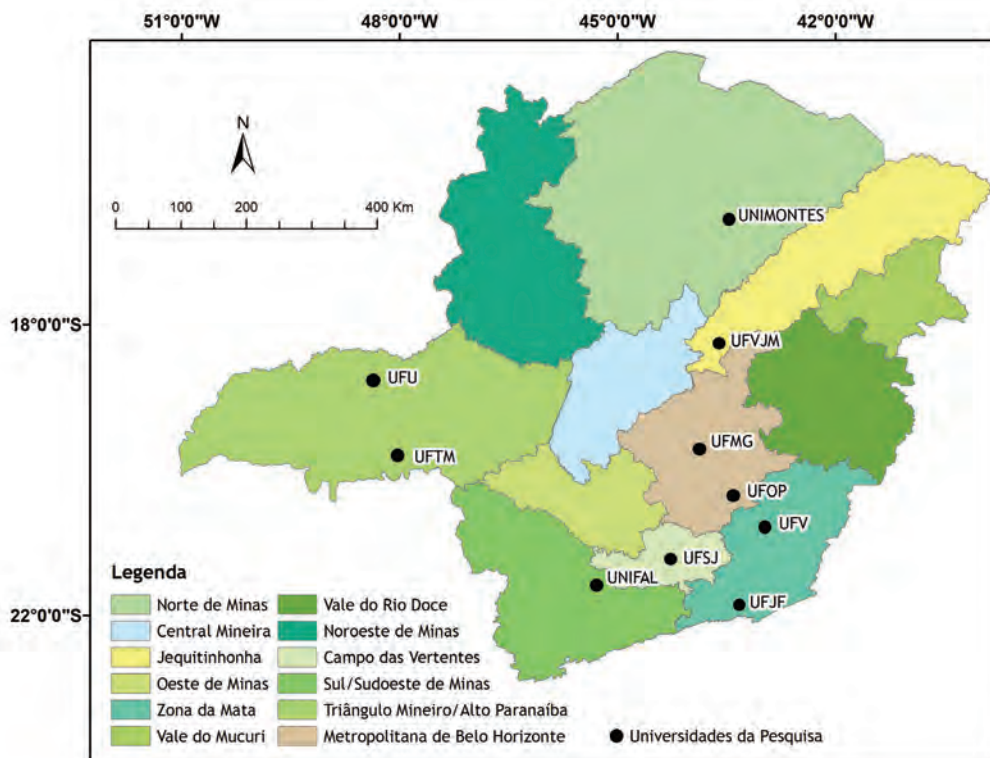 51°0'0"W 48°0'0"W 45°0'0"W 42°0'0"W
N
0 100 200 400 Km
UNIMONTES
18°0'0"S
UFVJM
UFU
UFMG
UFTM
UFOP
UFV
UFSJ
UNIFAL
UFJF
22°0'0"S
Legenda
Norte de Minas
Central Mineira
Jequitinhonha
Oeste de Minas
Zona da Mata
Vale do Mucuri
Vale do Rio Doce
Noroeste de Minas
Campo das Vertentes
Sul/Sudoeste de Minas
Triângulo Mineiro/Alto Paranaíba
Metropolitana de Belo Horizonte
Universidades da Pesquisa